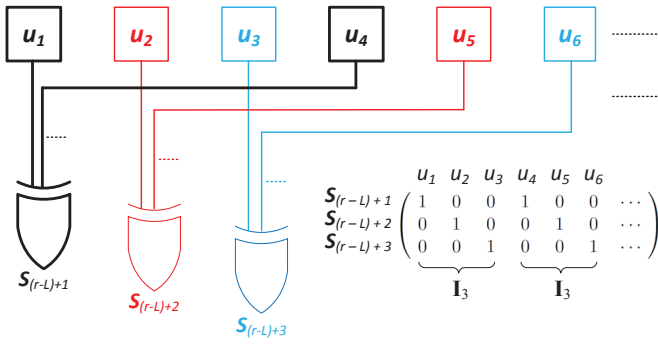 u1 u2 u3 u4 u5 u6
u1 u2 u3 u4 u5 u6
S(r – L) + 1 1 0 0 1 0 0 ···
S(r – L) + 2 0 1 0 0 1 0 ···
S(r – L) + 3 0 0 1 0 0 1 ···
I3 I3
S(r-L)+1
S(r-L)+2
S(r-L)+3